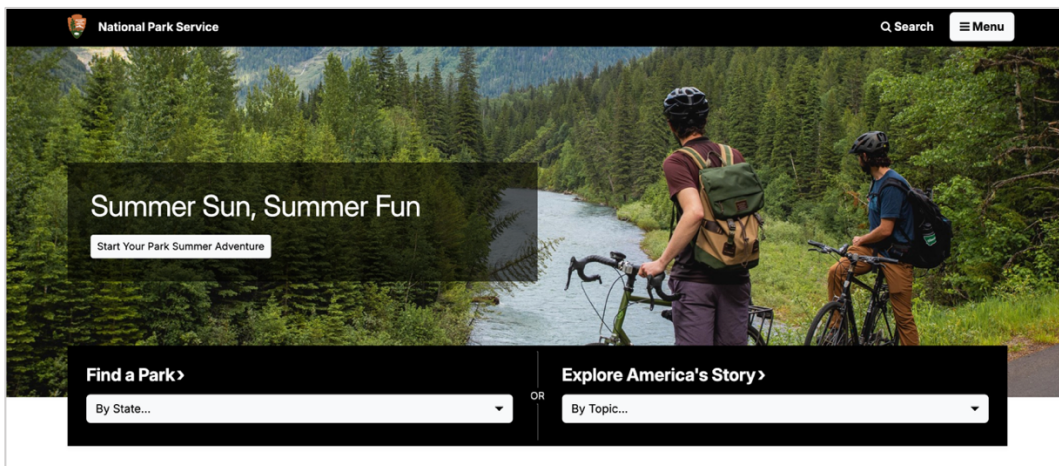 National Park Service
Search
Menu
Summer Sun, Summer Fun
Start Your Park Summer Adventure
Find a Park
OR
Explore America's Story
By State...
By Topic...